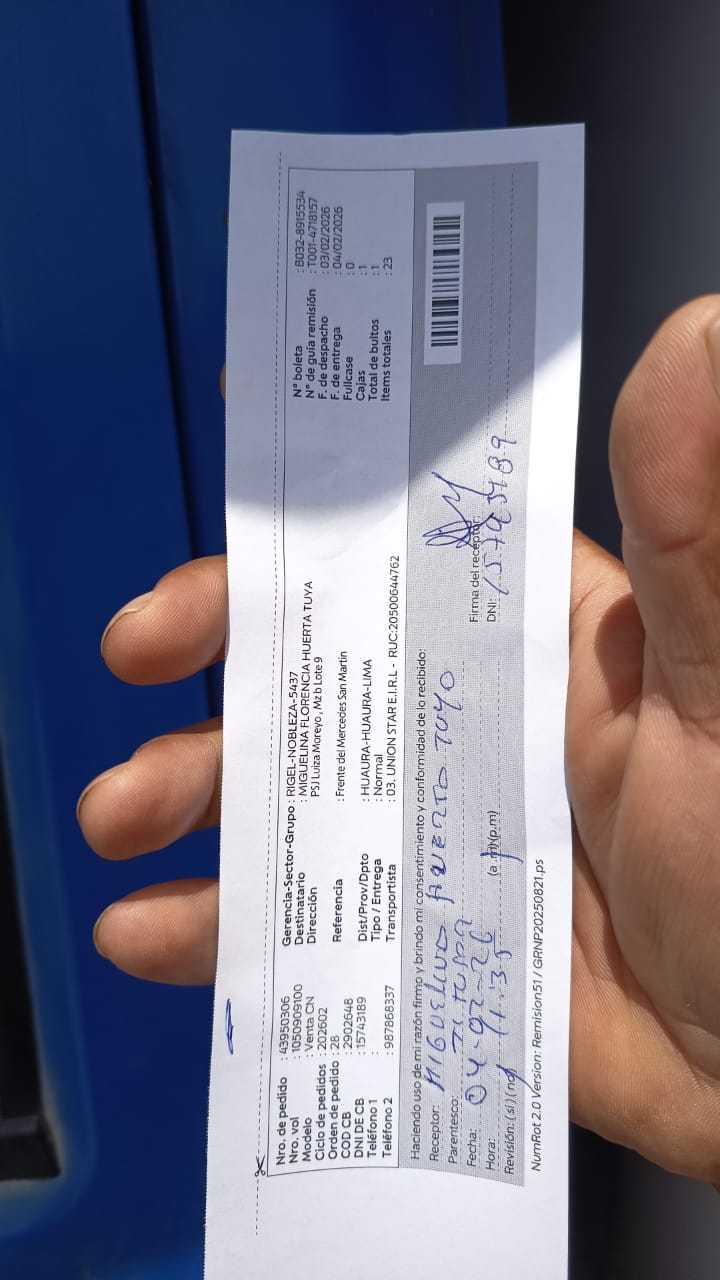 Nro. de pedido : 43950306
Nro. vol : 1050909100
Modelo : Venta CN
Ciclo de pedidos : 202602
Orden de pedido : 28
COD CB : 2902648
DNI DE CB : 15743189
Teléfono 1 :
Teléfono 2 : 987868337
Gerencia-Sector-Grupo : RIGEL-NOBLEZA-5437
Destinatario : MIGUELINA FLORENCIA HUERTA TUYA
Dirección PSJ Luiza Moreyo , Mz b Lote 9
Referencia : Frente del Mercedes San Martin
Dist/Prov/Dpto : HUAURA-HUAURA-LIMA
Tipo / Entrega : Normal
Transportista : 03. UNION STAR E.I.R.L - RUC:20500644762
N° boleta : B032-8915534
N° de guía remisión : T001-4718157
F. de despacho : 03/02/2026
F. de entrega : 04/02/2026
Fullcase : 0
Cajas : 1
Total de bultos : 1
Items totales : 23
Haciendo uso de mi razón firmo y brindo mi consentimiento y conformidad de lo recibido:
Receptor:
Parentesco: TITULAR
Fecha: 04-02-26
Hora: 11:35 (a.m)(p.m)
Revisión: (sí) (no)
Firma del receptor:
DNI: 15743189
NumRot 2.0 Version: Remision51 / GRNP20250821.ps